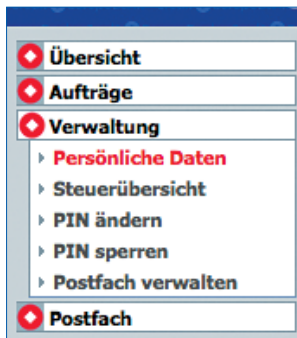 Übersicht
Aufträge
Verwaltung
Persönliche Daten
Steuerübersicht
PIN ändern
PIN sperren
Postfach verwalten
Postfach